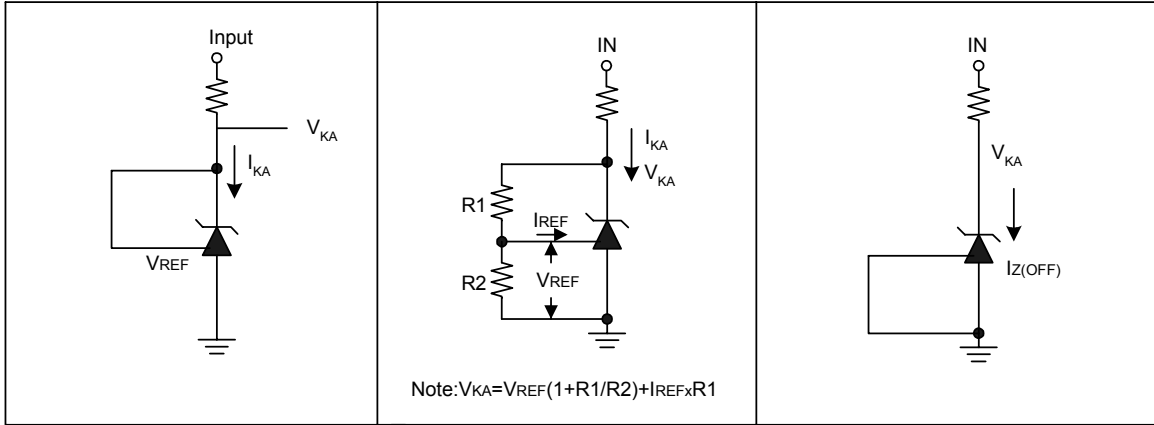 Input
VKA
IKA
VREF
IN
IKA
VKA
R1
IREF
R2
VREF
Note:VKA=VREF(1+R1/R2)+IREFxR1
IN
VKA
IZ(OFF)